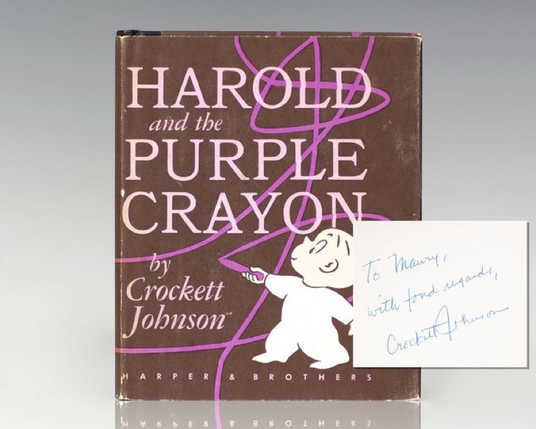 HAROLD
and the
PURPLE
CRAYON
by
Crockett
Johnson
HARPER & BROTHERS
To Maury,
with fond regards,
Crockett Johnson